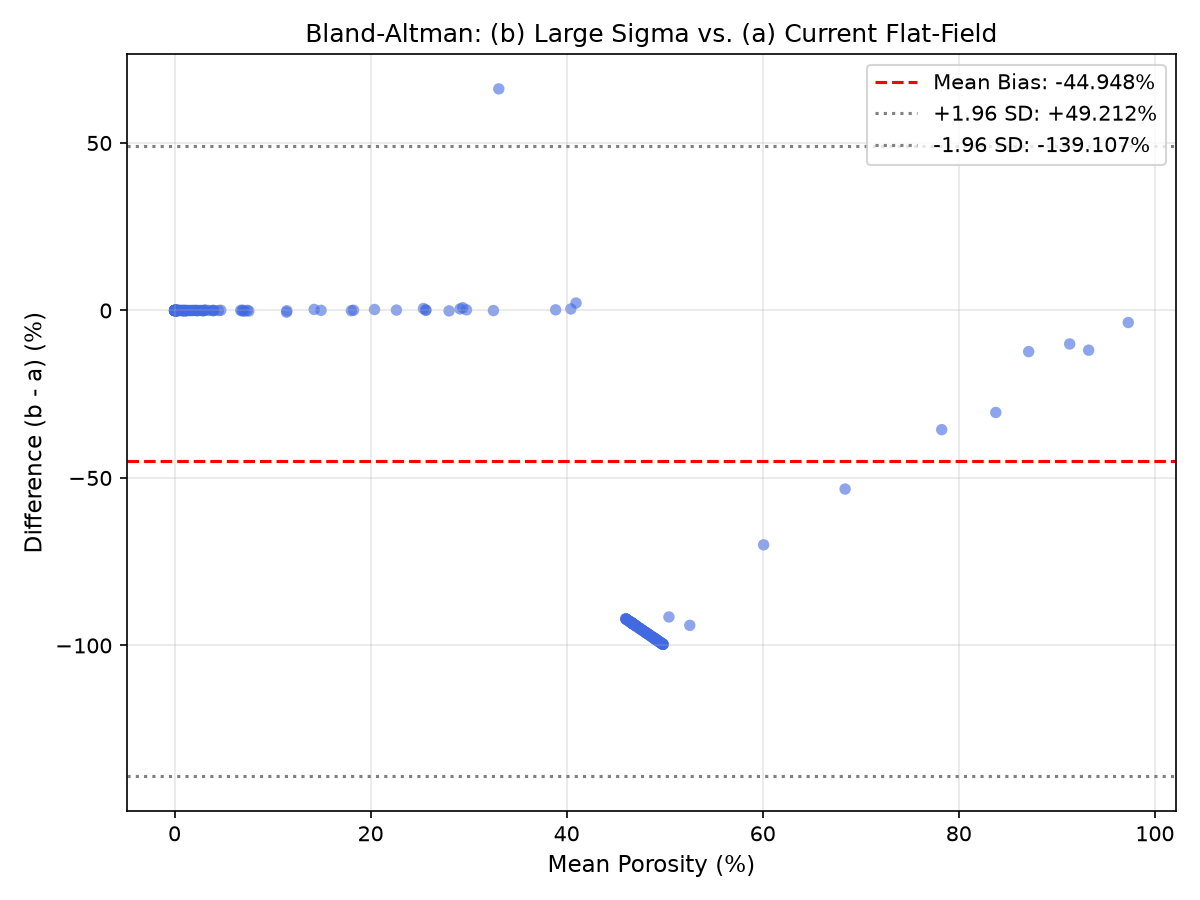 Bland-Altman: (b) Large Sigma vs. (a) Current Flat-Field
Mean Bias: -44.948%
+1.96 SD: +49.212%
-1.96 SD: -139.107%
Difference (b - a) (%)
50
0
−50
−100
0 20 40 60 80 100
Mean Porosity (%)